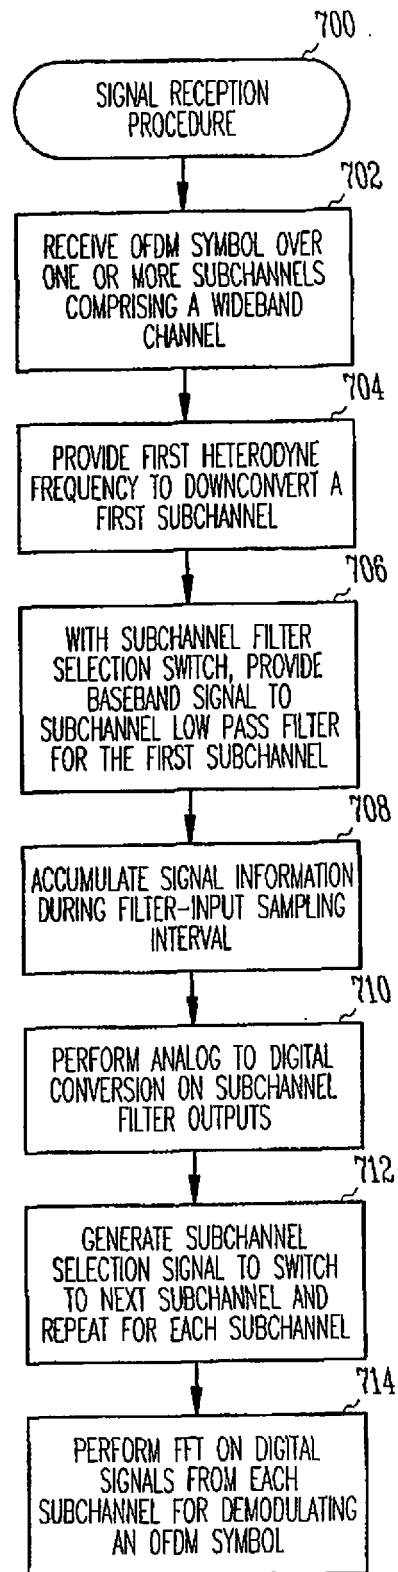 700
SIGNAL RECEPTION
PROCEDURE
702
RECEIVE OFDM SYMBOL OVER
ONE OR MORE SUBCHANNELS
COMPRISING A WIDEBAND
CHANNEL
704
PROVIDE FIRST HETERODYNE
FREQUENCY TO DOWNCONVERT A
FIRST SUBCHANNEL
706
WITH SUBCHANNEL FILTER
SELECTION SWITCH, PROVIDE
BASEBAND SIGNAL TO
SUBCHANNEL LOW PASS FILTER
FOR THE FIRST SUBCHANNEL
708
ACCUMULATE SIGNAL INFORMATION
DURING FILTER-INPUT SAMPLING
INTERVAL
710
PERFORM ANALOG TO DIGITAL
CONVERSION ON SUBCHANNEL
FILTER OUTPUTS
712
GENERATE SUBCHANNEL
SELECTION SIGNAL TO SWITCH
TO NEXT SUBCHANNEL AND
REPEAT FOR EACH SUBCHANNEL
714
PERFORM FFT ON DIGITAL
SIGNALS FROM EACH
SUBCHANNEL FOR DEMODULATING
AN OFDM SYMBOL